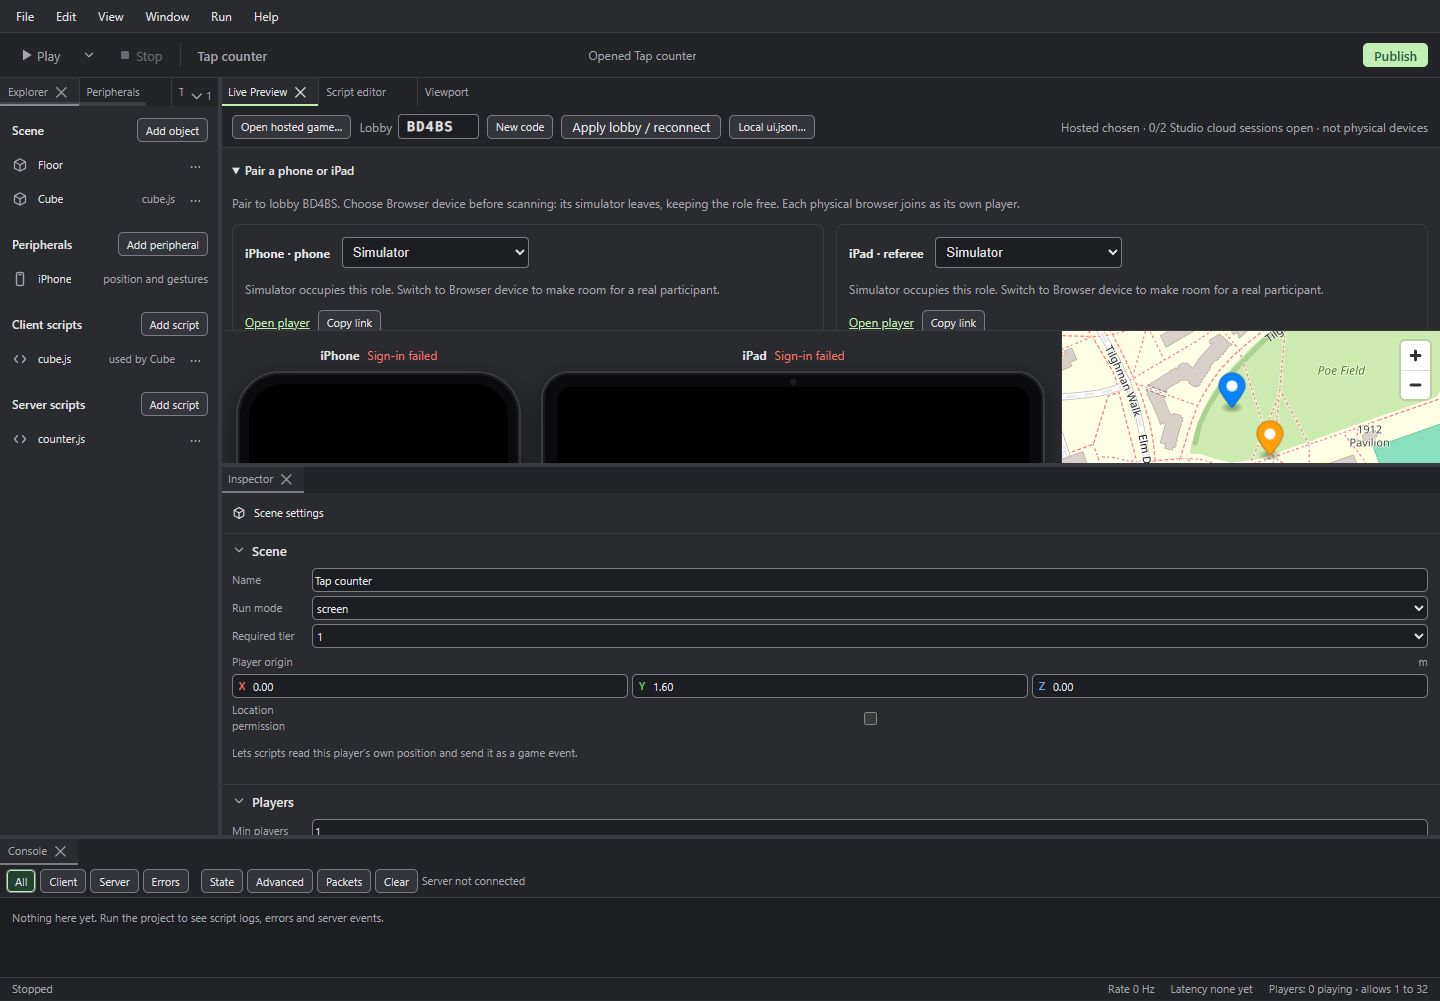 File Edit View Window Run Help
Play Stop Tap counter Opened Tap counter Publish
Explorer Peripherals T 1 Live Preview Script editor Viewport
Scene Add object
Floor ...
Cube cube.js ...
Peripherals Add peripheral
iPhone position and gestures
Client scripts Add script
cube.js used by Cube ...
Server scripts Add script
counter.js ...
Open hosted game... Lobby BD4BS New code Apply lobby / reconnect Local ui.json... Hosted chosen · 0/2 Studio cloud sessions open · not physical devices
Pair a phone or iPad
Pair to lobby BD4BS. Choose Browser device before scanning: its simulator leaves, keeping the role free. Each physical browser joins as its own player.
iPhone · phone Simulator
Simulator occupies this role. Switch to Browser device to make room for a real participant.
Open player Copy link
iPad · referee Simulator
Simulator occupies this role. Switch to Browser device to make room for a real participant.
Open player Copy link
iPhone Sign-in failed
iPad Sign-in failed
Tilghman Walk
Elm D
Tilg
Poe Field
1912
Pavilion
+
−
Inspector
Scene settings
Scene
Name Tap counter
Run mode screen
Required tier 1
Player origin m
X 0.00 Y 1.60 Z 0.00
Location
permission
Lets scripts read this player's own position and send it as a game event.
Players
Min players 1
Console
All Client Server Errors State Advanced Packets Clear Server not connected
Nothing here yet. Run the project to see script logs, errors and server events.
Stopped Rate 0 Hz Latency none yet Players: 0 playing · allows 1 to 32